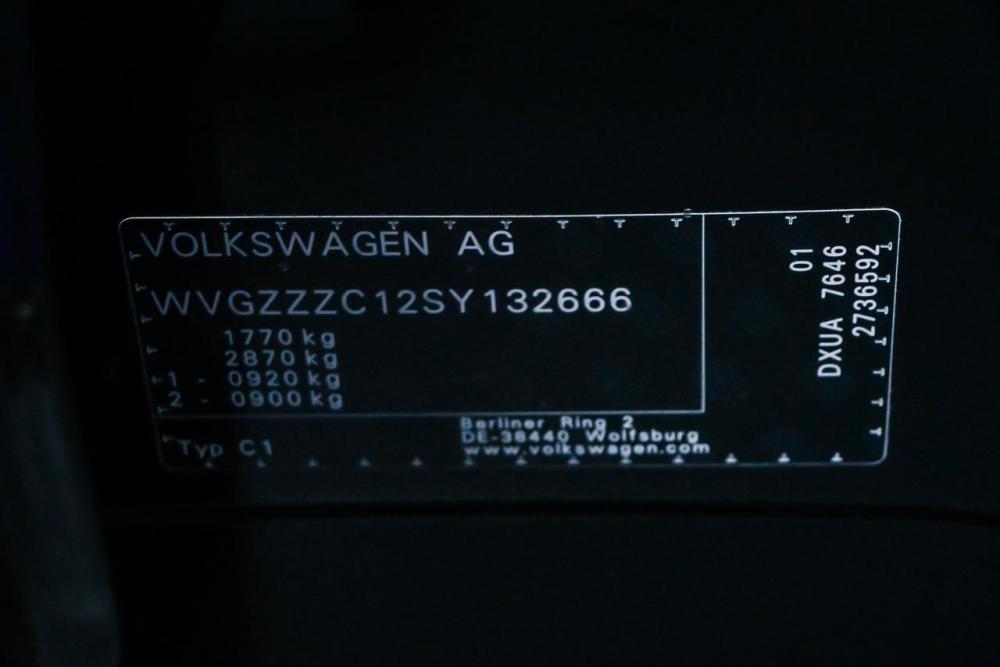 VOLKSWAGEN AG
WVGZZZC12SY132666
1770 kg
2870 kg
1 - 0920 kg
2 - 0900 kg
Typ C1
Berliner Ring 2
DE-38440 Wolfsburg
www.volkswagen.com
01
DXUA 7646
2736592